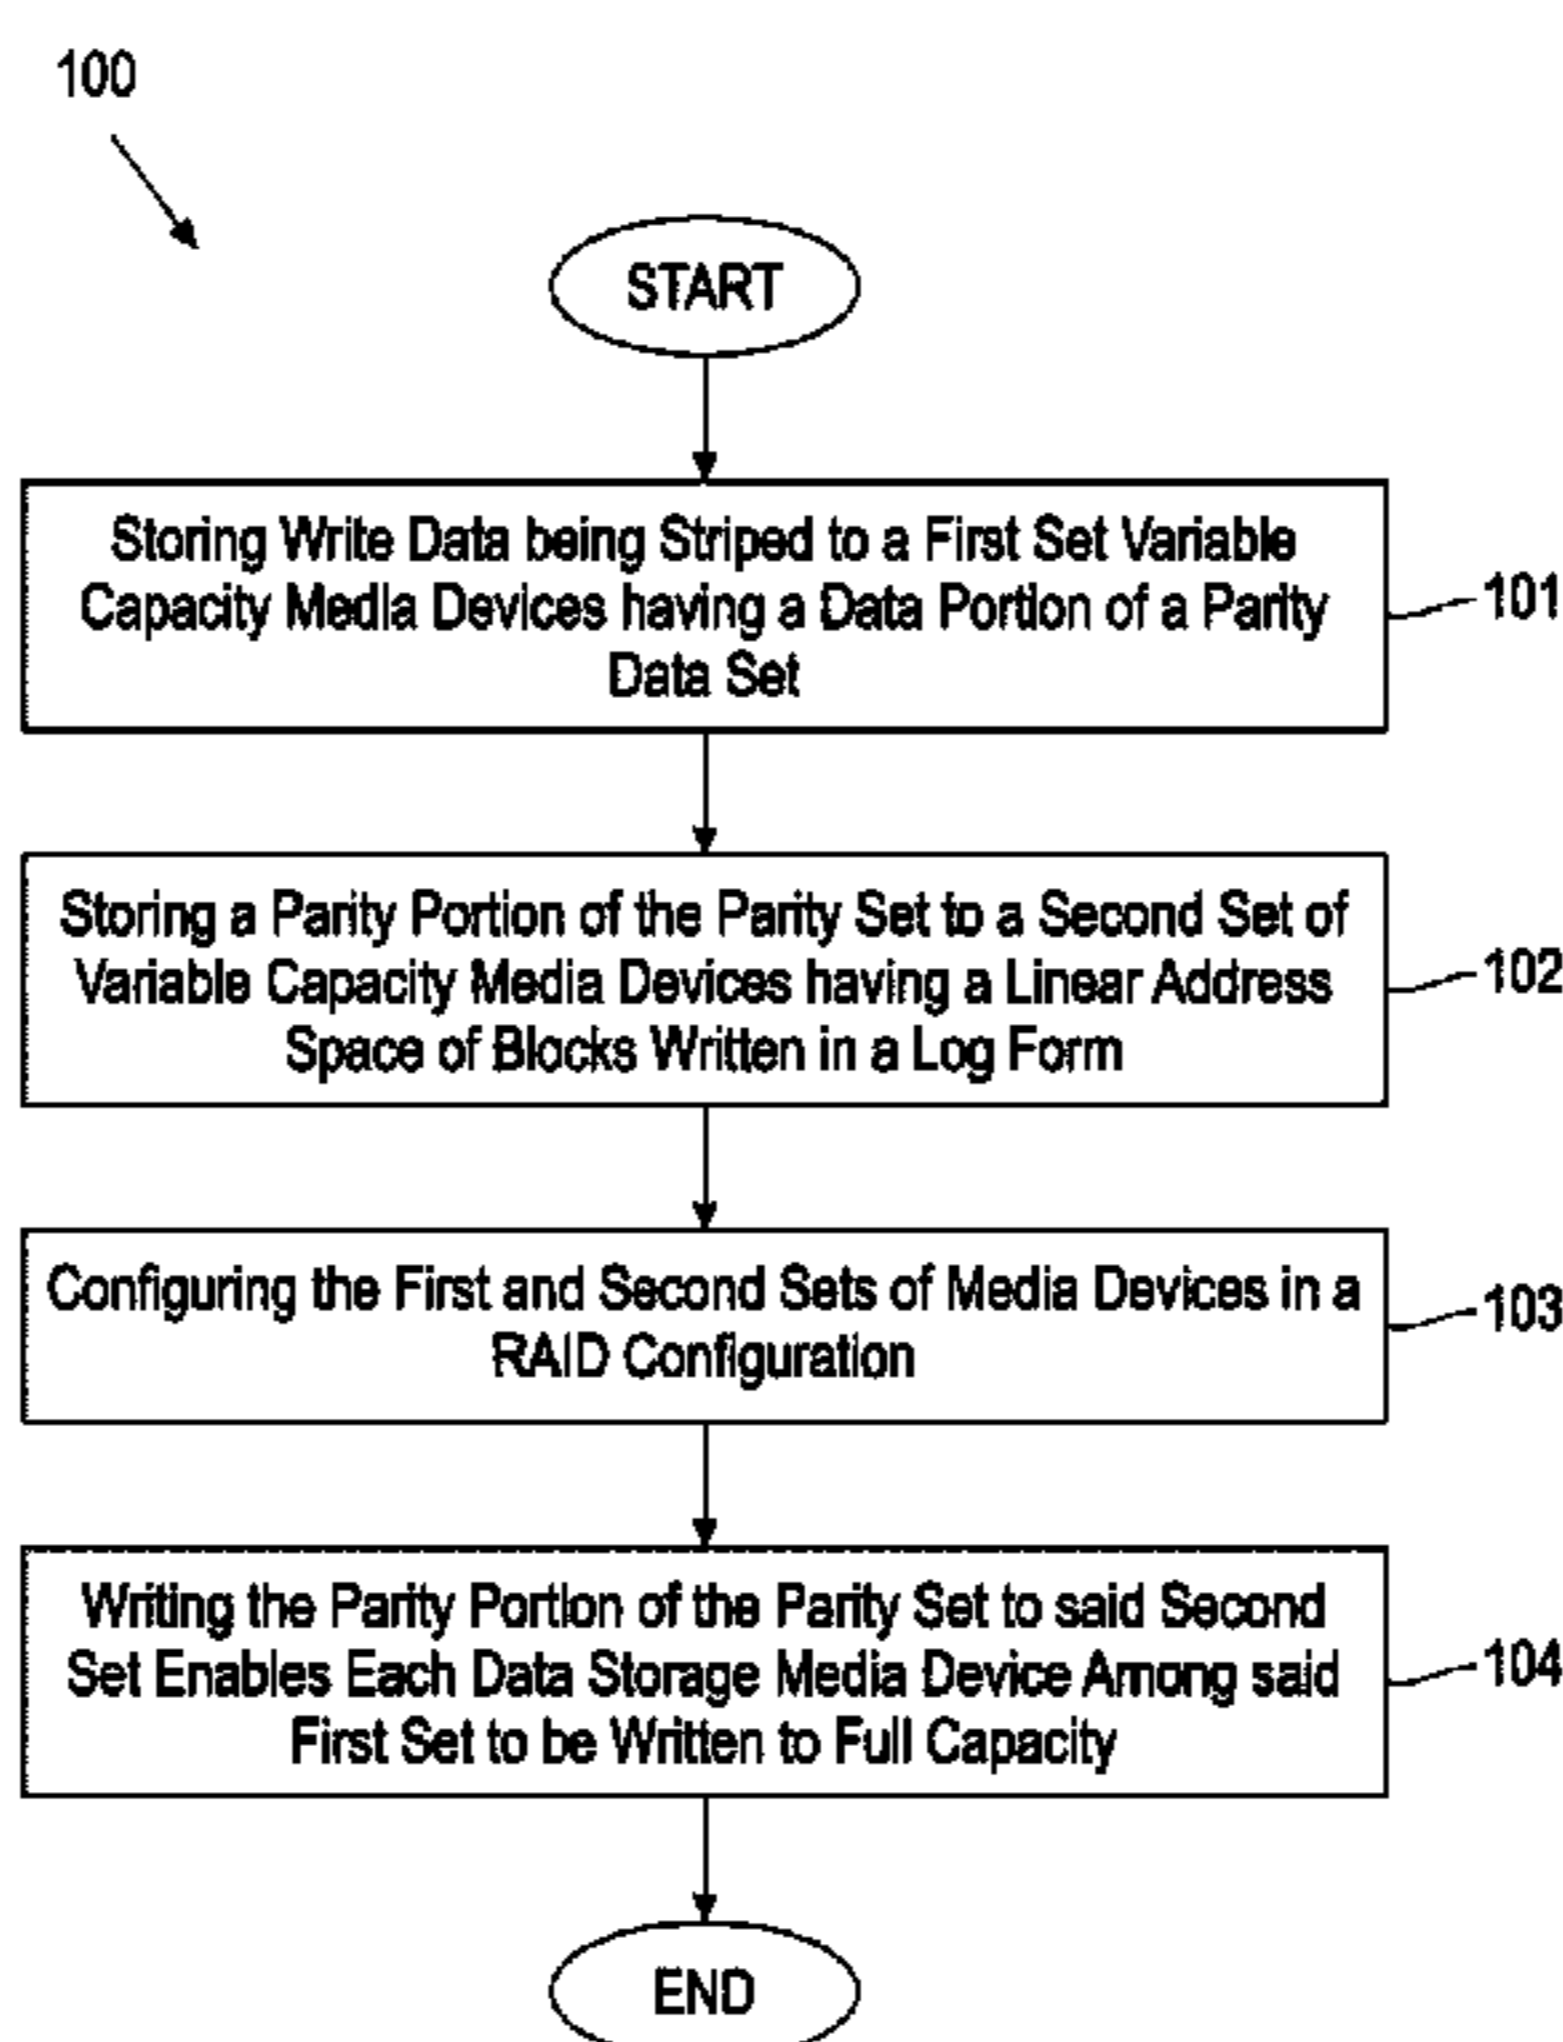 100
START
Storing Write Data being Striped to a First Set Variable
Capacity Media Devices having a Data Portion of a Parity
Data Set
101
Storing a Parity Portion of the Parity Set to a Second Set of
Variable Capacity Media Devices having a Linear Address
Space of Blocks Written in a Log Form
102
Configuring the First and Second Sets of Media Devices in a
RAID Configuration
103
Writing the Parity Portion of the Parity Set to said Second
Set Enables Each Data Storage Media Device Among said
First Set to be Written to Full Capacity
104
END